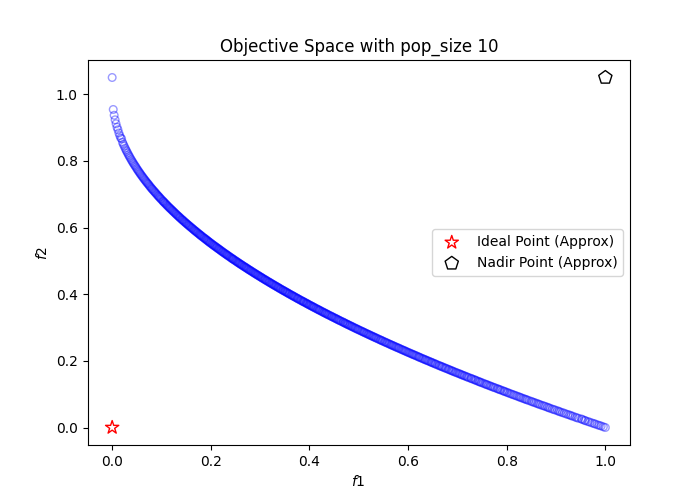 Objective Space with pop_size 10
1.0
0.8
0.6
0.4
0.2
0.0
f2
Ideal Point (Approx)
Nadir Point (Approx)
0.0 0.2 0.4 0.6 0.8 1.0
f1